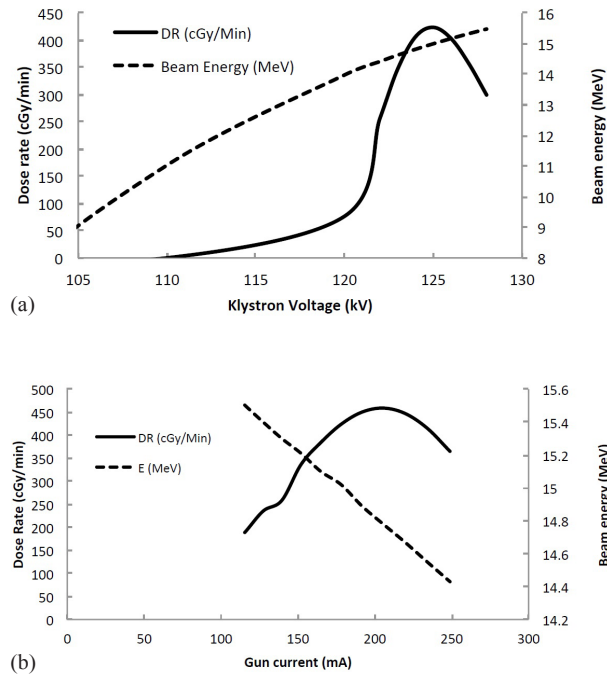 450
400
350
300
250
200
150
100
50
0
Dose rate (cGy/min)
DR (cGy/Min)
Beam Energy (MeV)
16
15
14
13
12
11
10
9
8
Beam energy (MeV)
105 110 115 120 125 130
Klystron Voltage (kV)
(a)
500
450
400
350
300
250
200
150
100
50
0
Dose Rate (cGy/min)
DR (cGy/Min)
E (MeV)
15.6
15.4
15.2
15
14.8
14.6
14.4
14.2
Beam energy (MeV)
0 50 100 150 200 250 300
Gun current (mA)
(b)